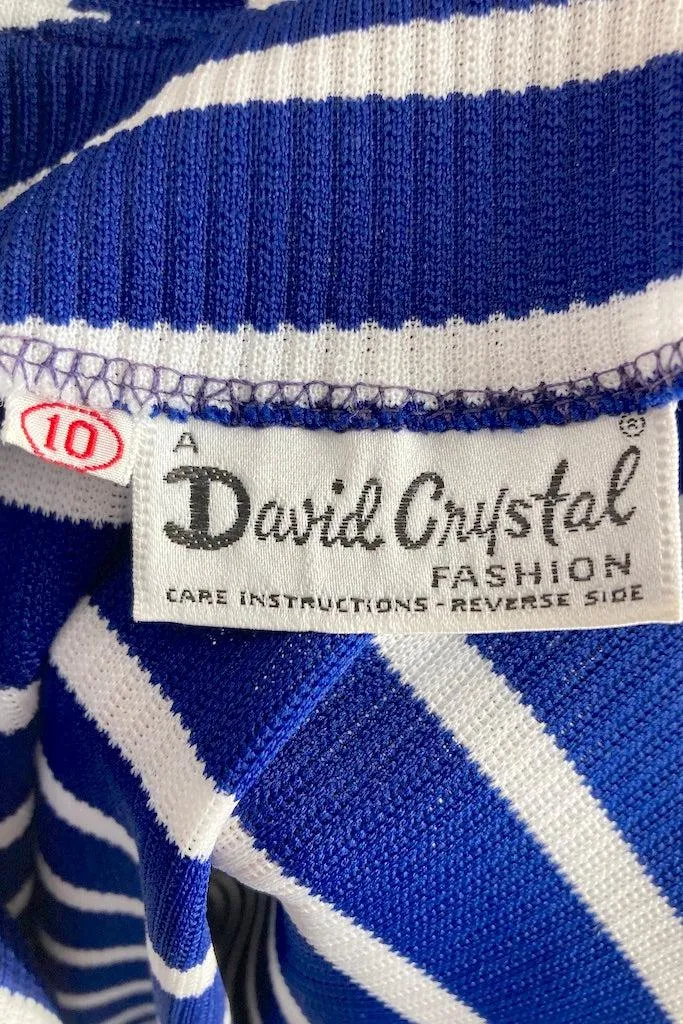 10
A ®
David Crystal
FASHION
CARE INSTRUCTIONS-REVERSE SIDE